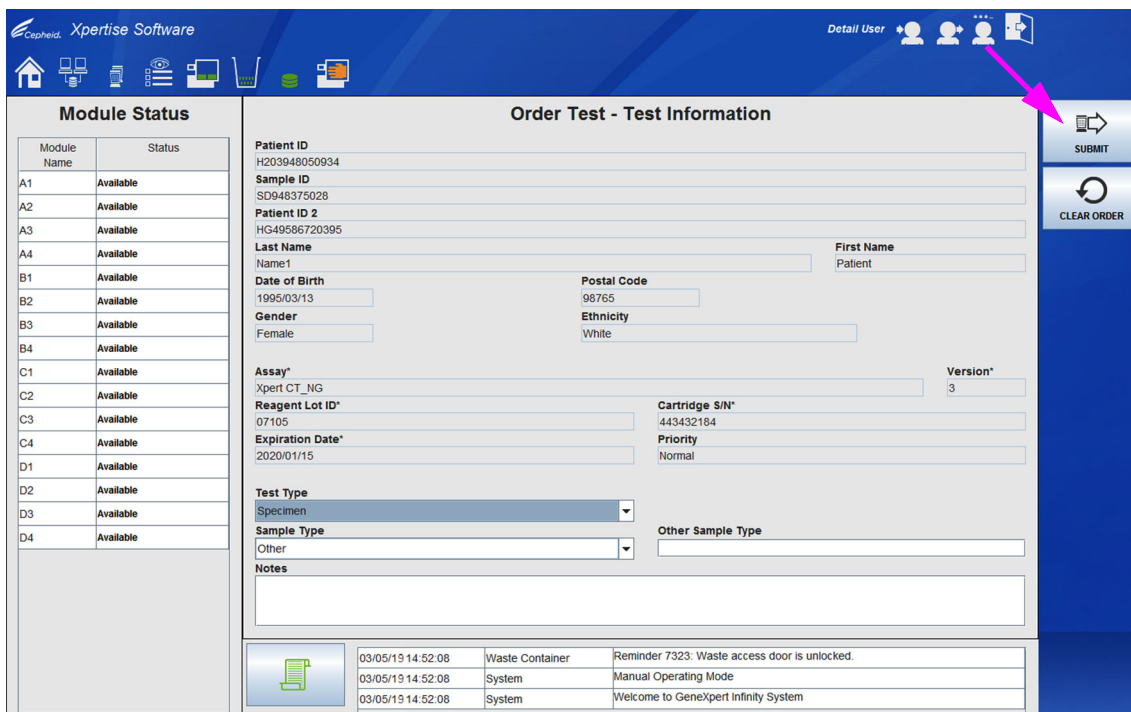 Cepheid. Xpertise Software
Detail User
Module Status
Module Name Status
A1 Available
A2 Available
A3 Available
A4 Available
B1 Available
B2 Available
B3 Available
B4 Available
C1 Available
C2 Available
C3 Available
C4 Available
D1 Available
D2 Available
D3 Available
D4 Available
Order Test - Test Information
Patient ID
H203948050934
Sample ID
SD948375028
Patient ID 2
HG49586720395
Last Name First Name
Name1 Patient
Date of Birth Postal Code
1995/03/13 98765
Gender Ethnicity
Female White
Assay* Version*
Xpert CT_NG 3
Reagent Lot ID* Cartridge S/N*
07105 443432184
Expiration Date* Priority
2020/01/15 Normal
Test Type
Specimen
Sample Type Other Sample Type
Other
Notes
03/05/19 14:52:08 Waste Container Reminder 7323: Waste access door is unlocked.
03/05/19 14:52:08 System Manual Operating Mode
03/05/19 14:52:08 System Welcome to GeneXpert Infinity System
SUBMIT
CLEAR ORDER